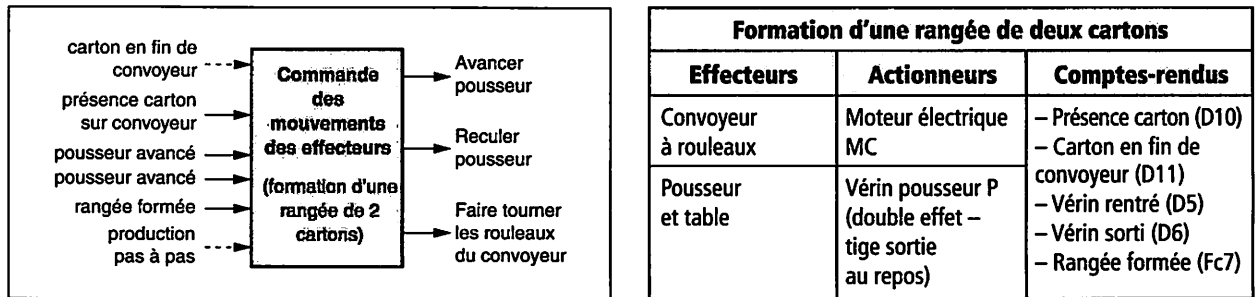 carton en fin de
convoyeur
présence carton
sur convoyeur
pousseur avancé
pousseur avancé
rangée formée
production
pas à pas
Commande
des
mouvements
des effecteurs
(formation d'une
rangée de 2
cartons)
Avancer
pousseur
Reculer
pousseur
Faire tourner
les rouleaux
du convoyeur
Formation d'une rangée de deux cartons
Effecteurs
Actionneurs
Comptes-rendus
Convoyeur
à rouleaux
Moteur électrique
MC
Pousseur
et table
Vérin pousseur P
(double effet –
tige sortie
au repos)
– Présence carton (D10)
– Carton en fin de
convoyeur (D11)
– Vérin rentré (D5)
– Vérin sorti (D6)
– Rangée formée (Fc7)